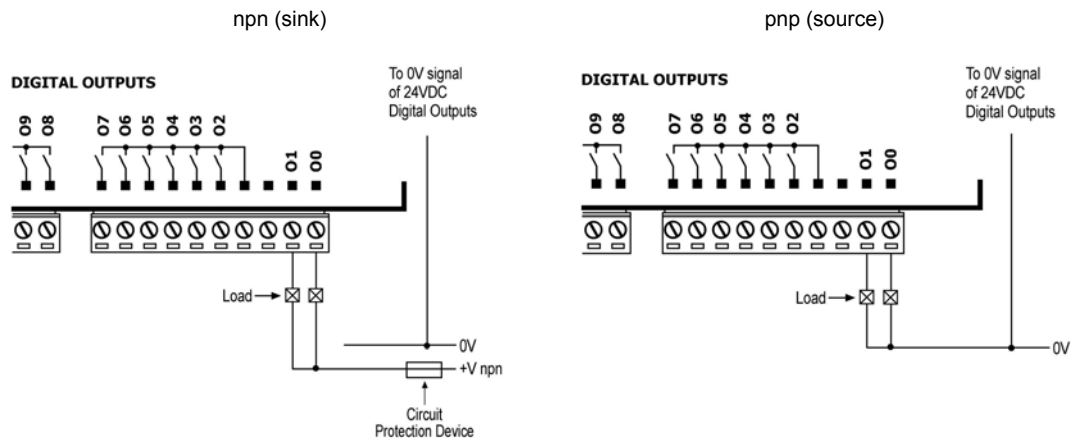 npn (sink)
DIGITAL OUTPUTS
To 0V signal
of 24VDC
Digital Outputs
O9 O8 O7 O6 O5 O4 O3 O2 O1 O0
Load
0V
+V npn
Circuit
Protection Device
pnp (source)
DIGITAL OUTPUTS
To 0V signal
of 24VDC
Digital Outputs
O9 O8 O7 O6 O5 O4 O3 O2 O1 O0
Load
0V